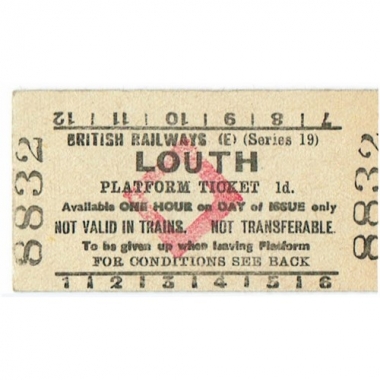 12 | 11 | 10 | 9 | 8 | 7
BRITISH RAILWAYS (E) (Series 19)
LOUTH
PLATFORM TICKET 1d.
Available ONE HOUR on DAY of ISSUE only
NOT VALID IN TRAINS. NOT TRANSFERABLE.
To be given up when leaving Platform
FOR CONDITIONS SEE BACK
1 | 2 | 3 | 4 | 5 | 6
8832
8832